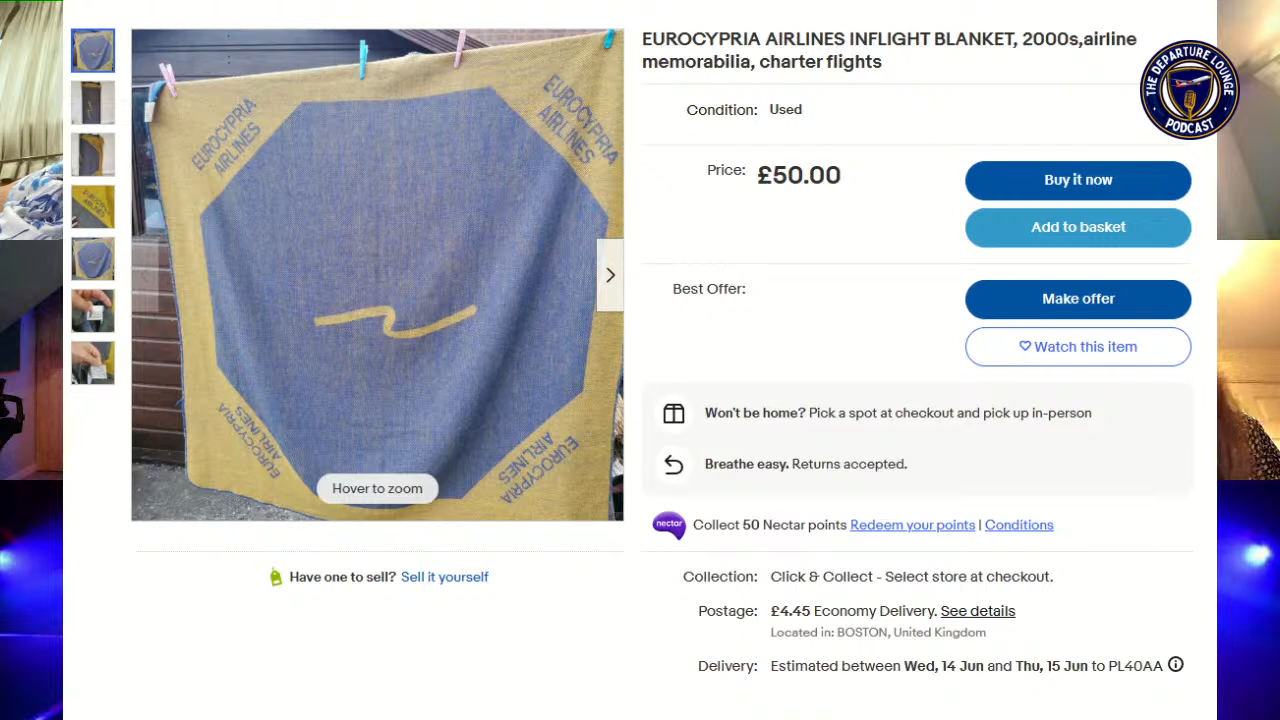 EUROCYPRIA AIRLINES INFLIGHT BLANKET, 2000s,airline
memorabilia, charter flights
THE DEPARTURE LOUNGE
PODCAST
Condition: Used
Price: £50.00
Buy it now
Add to basket
Best Offer:
Make offer
Watch this item
Won't be home? Pick a spot at checkout and pick up in-person
Breathe easy. Returns accepted.
nectar Collect 50 Nectar points Redeem your points | Conditions
Collection: Click & Collect - Select store at checkout.
Postage: £4.45 Economy Delivery. See details
Located in: BOSTON, United Kingdom
Delivery: Estimated between Wed, 14 Jun and Thu, 15 Jun to PL40AA
EUROCYPRIA
AIRLINES
EUROCYPRIA
AIRLINES
EUROCYPRIA
AIRLINES
EUROCYPRIA
AIRLINES
Hover to zoom
Have one to sell? Sell it yourself